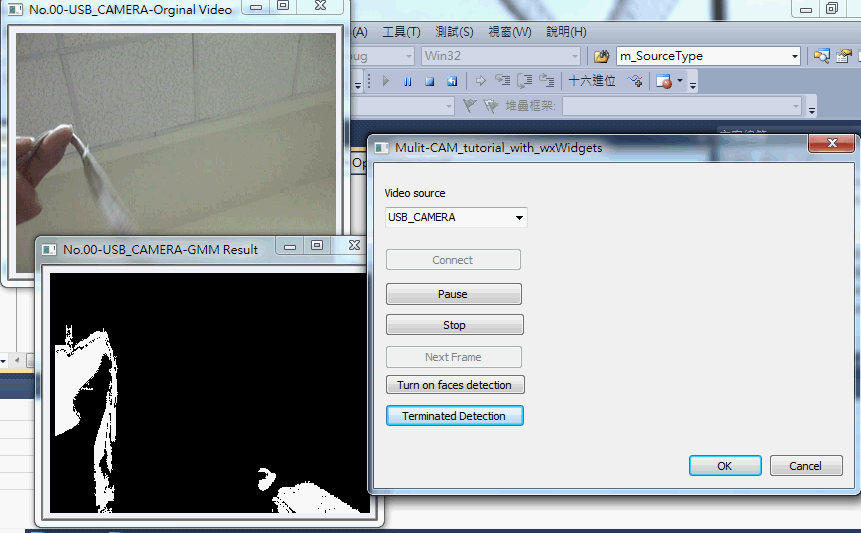 No.00-USB_CAMERA-Orginal Video
(A) 工具(T) 測試(S) 視窗(W) 說明(H)
Win32
m_SourceType
十六進位
堆疊框架:
Mulit-CAM_tutorial_with_wxWidgets
Video source
USB_CAMERA
No.00-USB_CAMERA-GMM Result
Connect
Pause
Stop
Next Frame
Turn on faces detection
Terminated Detection
OK
Cancel